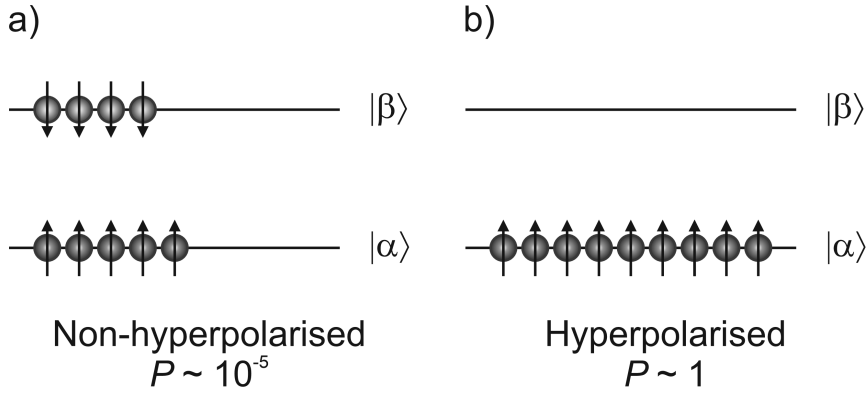 a)
|β⟩
|α⟩
Non-hyperpolarised
P ~ 10⁻⁵
b)
|β⟩
|α⟩
Hyperpolarised
P ~ 1